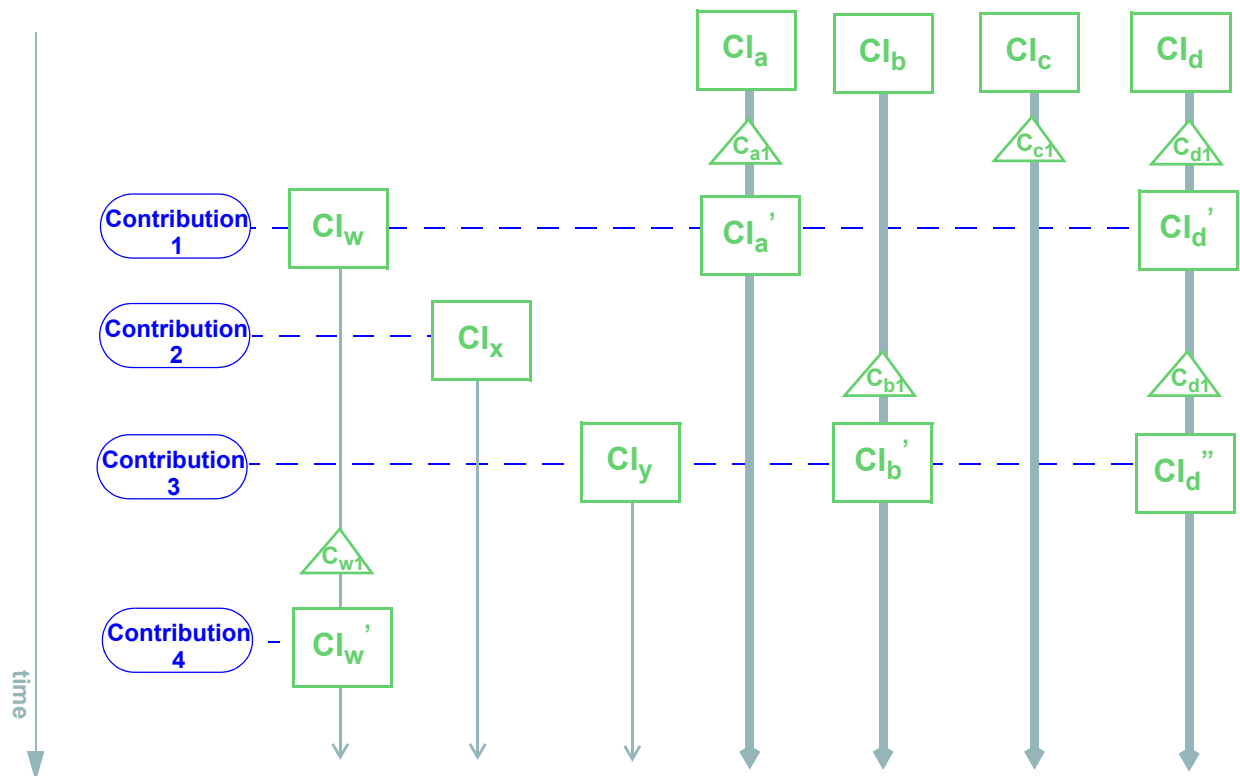 CIa CIb CIc CId
Ca1 Cc1 Cd1
Contribution
1
CIw CIa’ CId’
Contribution
2
CIx
Cb1 Cd1
Contribution
3
CIy CIb’ CId”
Cw1
Contribution
4
CIw’
time